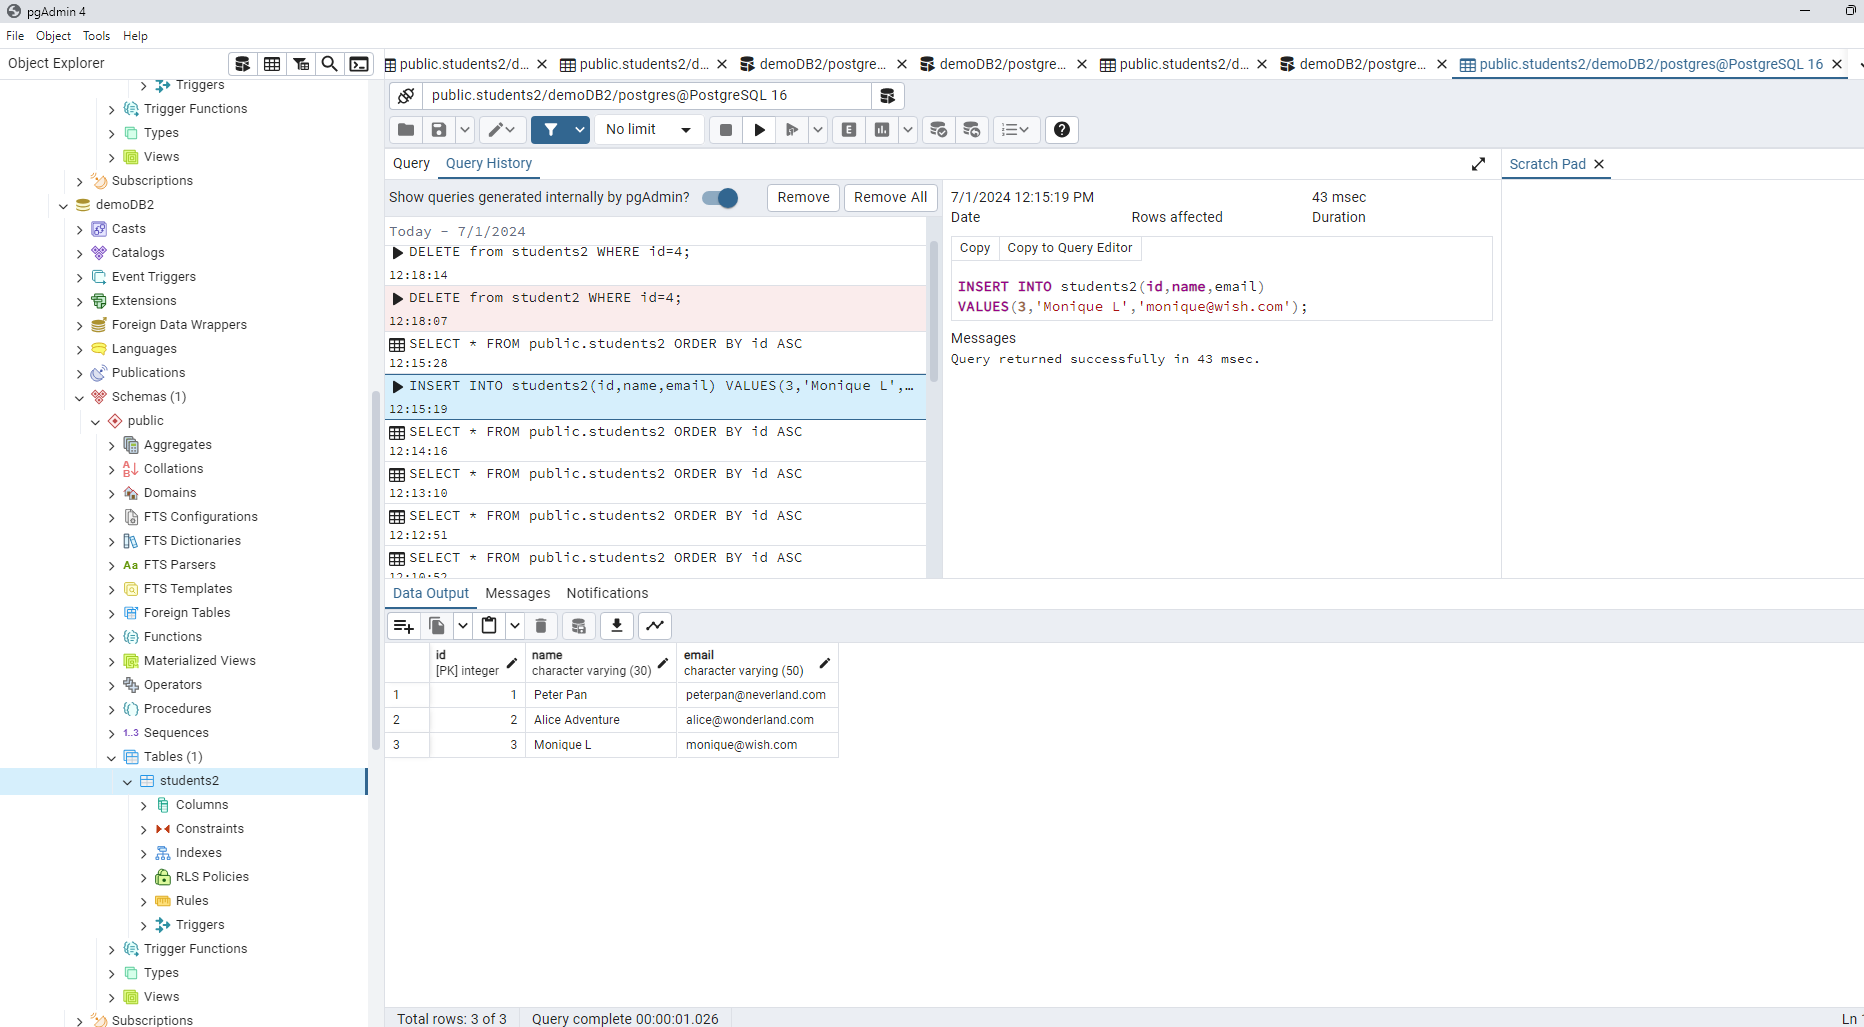 pgAdmin 4
File Object Tools Help
Object Explorer
Triggers
Trigger Functions
Types
Views
Subscriptions
demoDB2
Casts
Catalogs
Event Triggers
Extensions
Foreign Data Wrappers
Languages
Publications
Schemas (1)
public
Aggregates
Collations
Domains
FTS Configurations
FTS Dictionaries
Aa FTS Parsers
FTS Templates
Foreign Tables
Functions
Materialized Views
Operators
Procedures
1..3 Sequences
Tables (1)
students2
Columns
Constraints
Indexes
RLS Policies
Rules
Triggers
Trigger Functions
Types
Views
Subscriptions
public.students2/d... public.students2/d... demoDB2/postgre... demoDB2/postgre... public.students2/d... demoDB2/postgre... public.students2/demoDB2/postgres@PostgreSQL 16
public.students2/demoDB2/postgres@PostgreSQL 16
No limit E
Query Query History
Show queries generated internally by pgAdmin? Remove Remove All
Today - 7/1/2024
DELETE from students2 WHERE id=4;
12:18:14
DELETE from student2 WHERE id=4;
12:18:07
SELECT * FROM public.students2 ORDER BY id ASC
12:15:28
INSERT INTO students2(id,name,email) VALUES(3,'Monique L',...
12:15:19
SELECT * FROM public.students2 ORDER BY id ASC
12:14:16
SELECT * FROM public.students2 ORDER BY id ASC
12:13:10
SELECT * FROM public.students2 ORDER BY id ASC
12:12:51
SELECT * FROM public.students2 ORDER BY id ASC
12:10:52
7/1/2024 12:15:19 PM 43 msec
Date Rows affected Duration
Copy Copy to Query Editor
INSERT INTO students2(id,name,email)
VALUES(3,'Monique L','monique@wish.com');
Messages
Query returned successfully in 43 msec.
Scratch Pad
Data Output Messages Notifications
id name email
[PK] integer character varying (30) character varying (50)
1 1 Peter Pan peterpan@neverland.com
2 2 Alice Adventure alice@wonderland.com
3 3 Monique L monique@wish.com
Total rows: 3 of 3 Query complete 00:00:01.026 Ln